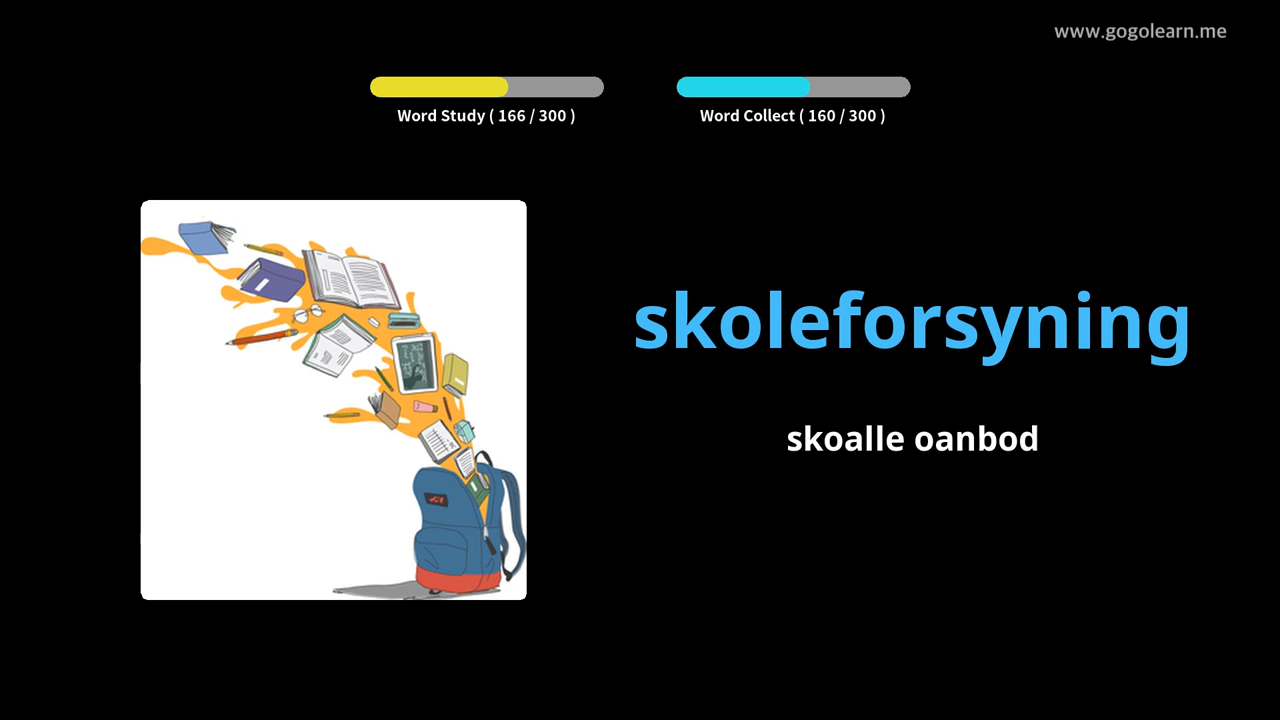 www.gogolearn.me
Word Study ( 166 / 300 )
Word Collect ( 160 / 300 )
skoleforsyning
skoalle oanbod